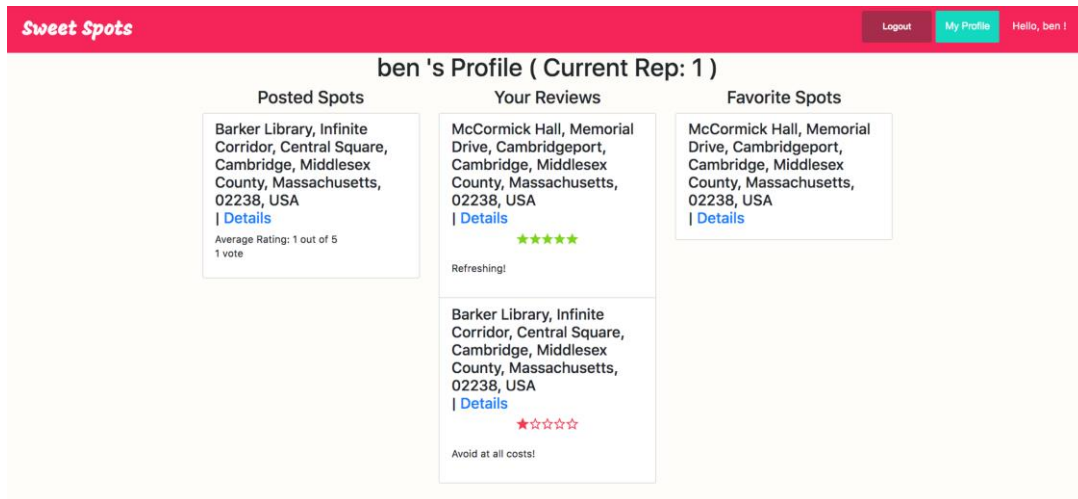 Sweet Spots
Logout
My Profile
Hello, ben !
ben 's Profile ( Current Rep: 1 )
Posted Spots
Barker Library, Infinite
Corridor, Central Square,
Cambridge, Middlesex
County, Massachusetts,
02238, USA
| Details
Average Rating: 1 out of 5
1 vote
Your Reviews
McCormick Hall, Memorial
Drive, Cambridgeport,
Cambridge, Middlesex
County, Massachusetts,
02238, USA
| Details
Refreshing!
Barker Library, Infinite
Corridor, Central Square,
Cambridge, Middlesex
County, Massachusetts,
02238, USA
| Details
Avoid at all costs!
Favorite Spots
McCormick Hall, Memorial
Drive, Cambridgeport,
Cambridge, Middlesex
County, Massachusetts,
02238, USA
| Details